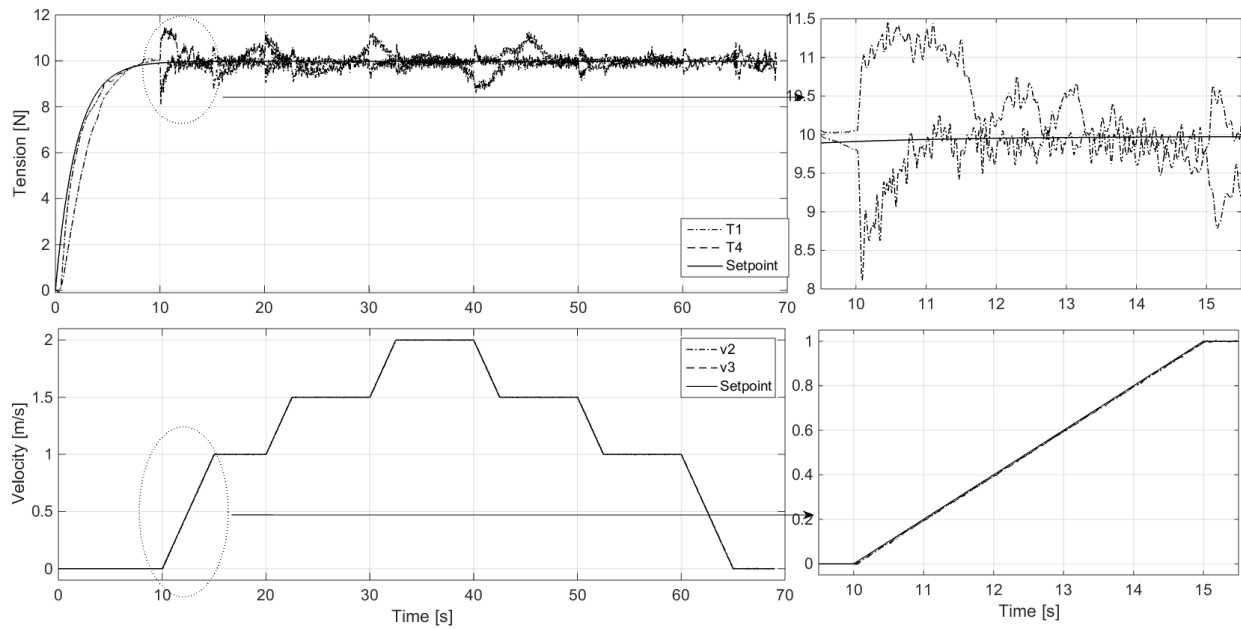 12
10
8
6
4
2
0
Tension [N]
T1
T4
Setpoint
0 10 20 30 40 50 60 70
11.5
11
10.5
10
9.5
9
8.5
8
10 11 12 13 14 15
2
1.5
1
0.5
0
Velocity [m/s]
v2
v3
Setpoint
0 10 20 30 40 50 60 70
Time [s]
1
0.8
0.6
0.4
0.2
0
10 11 12 13 14 15
Time [s]